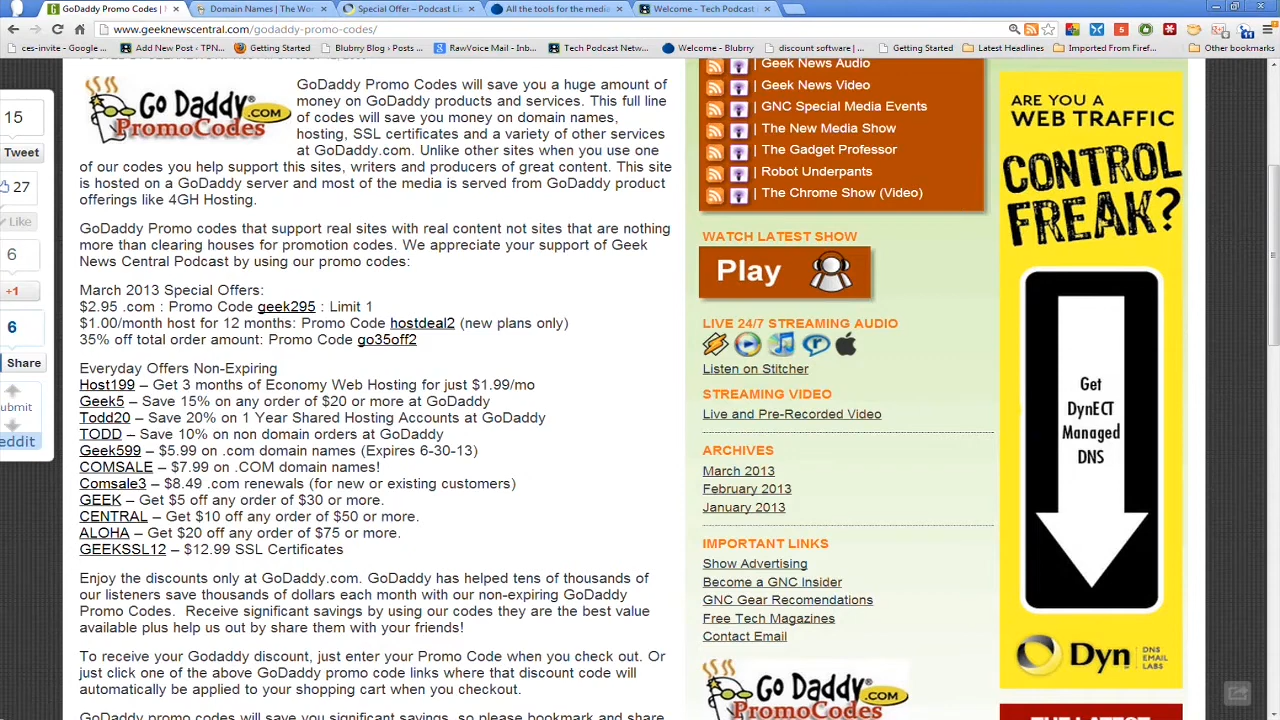 GoDaddy Promo Codes |
Domain Names | The Wor
Special Offer – Podcast Li
All the tools for the media
Welcome - Tech Podcast
www.geeknewscentral.com/godaddy-promo-codes/
ces-invite - Google ...
Add New Post ‹ TPN...
Getting Started
Blubrry Blog › Posts ...
RawVoice Mail - Inb...
Tech Podcast Netw...
Welcome - Blubrry
discount software | ...
Getting Started
Latest Headlines
Imported From Firef...
Other bookmarks
15
Tweet
27
Like
6
+1
6
Share
submit
reddit
Go Daddy .COM
PromoCodes
GoDaddy Promo Codes will save you a huge amount of
money on GoDaddy products and services. This full line
of codes will save you money on domain names,
hosting, SSL certificates and a variety of other services
at GoDaddy.com. Unlike other sites when you use one
of our codes you help support this sites, writers and producers of great content. This site
is hosted on a GoDaddy server and most of the media is served from GoDaddy product
offerings like 4GH Hosting.
GoDaddy Promo codes that support real sites with real content not sites that are nothing
more than clearing houses for promotion codes. We appreciate your support of Geek
News Central Podcast by using our promo codes:
March 2013 Special Offers:
$2.95 .com : Promo Code geek295 : Limit 1
$1.00/month host for 12 months: Promo Code hostdeal2 (new plans only)
35% off total order amount: Promo Code go35off2
Everyday Offers Non-Expiring
Host199 – Get 3 months of Economy Web Hosting for just $1.99/mo
Geek5 – Save 15% on any order of $20 or more at GoDaddy
Todd20 – Save 20% on 1 Year Shared Hosting Accounts at GoDaddy
TODD – Save 10% on non domain orders at GoDaddy
Geek599 – $5.99 on .com domain names (Expires 6-30-13)
COMSALE – $7.99 on .COM domain names!
Comsale3 – $8.49 .com renewals (for new or existing customers)
GEEK – Get $5 off any order of $30 or more.
CENTRAL – Get $10 off any order of $50 or more.
ALOHA – Get $20 off any order of $75 or more.
GEEKSSL12 – $12.99 SSL Certificates
Enjoy the discounts only at GoDaddy.com. GoDaddy has helped tens of thousands of
our listeners save thousands of dollars each month with our non-expiring GoDaddy
Promo Codes.  Receive significant savings by using our codes they are the best value
available plus help us out by share them with your friends!
To receive your Godaddy discount, just enter your Promo Code when you check out. Or
just click one of the above GoDaddy promo code links where that discount code will
automatically be applied to your shopping cart when you checkout.
GoDaddy promo codes will save you significant savings, so please bookmark and share
| Geek News Audio
| Geek News Video
| GNC Special Media Events
| The New Media Show
| The Gadget Professor
| Robot Underpants
| The Chrome Show (Video)
WATCH LATEST SHOW
Play
LIVE 24/7 STREAMING AUDIO
Listen on Stitcher
STREAMING VIDEO
Live and Pre-Recorded Video
ARCHIVES
March 2013
February 2013
January 2013
IMPORTANT LINKS
Show Advertising
Become a GNC Insider
GNC Gear Recomendations
Free Tech Magazines
Contact Email
Go Daddy .COM
PromoCodes
ARE YOU A
WEB TRAFFIC
CONTROL
FREAK?
Get
DynECT
Managed
DNS
Dyn
DNS
EMAIL
LABS
THE LATEST